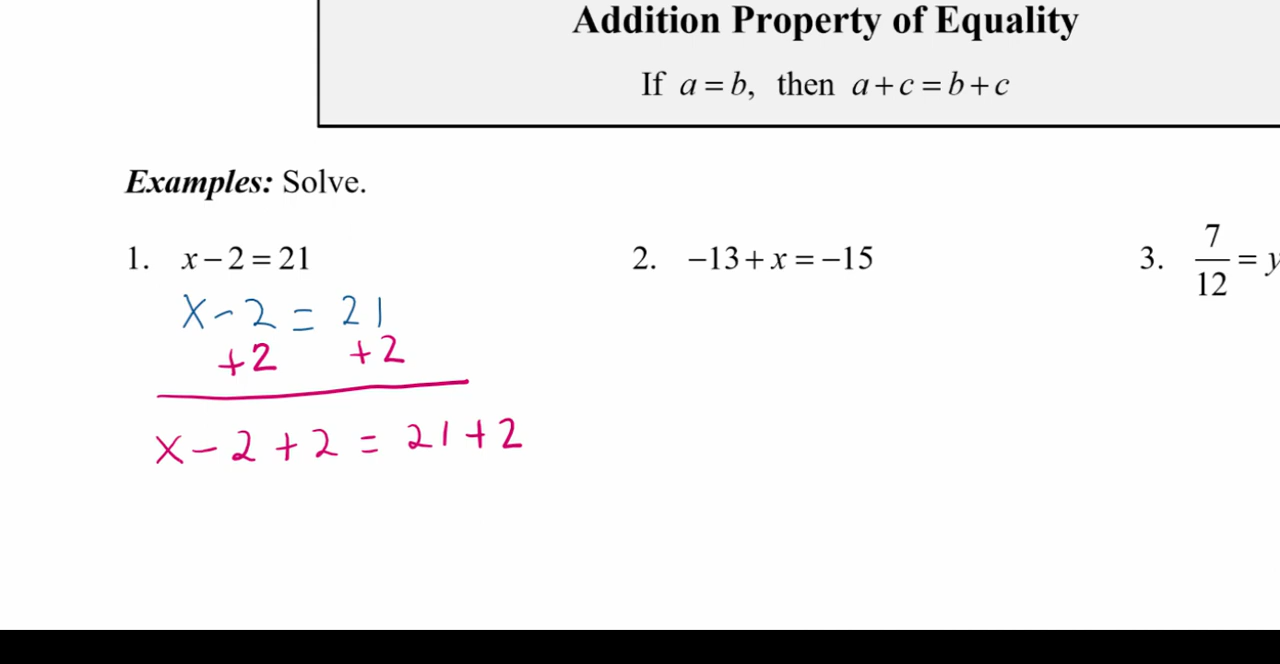 Addition Property of Equality
If a = b, then a + c = b + c
Examples: Solve.
1. x − 2 = 21
x − 2 = 21
+2 +2
x − 2 + 2 = 21 + 2
2. −13 + x = −15
3. 7/12 = y